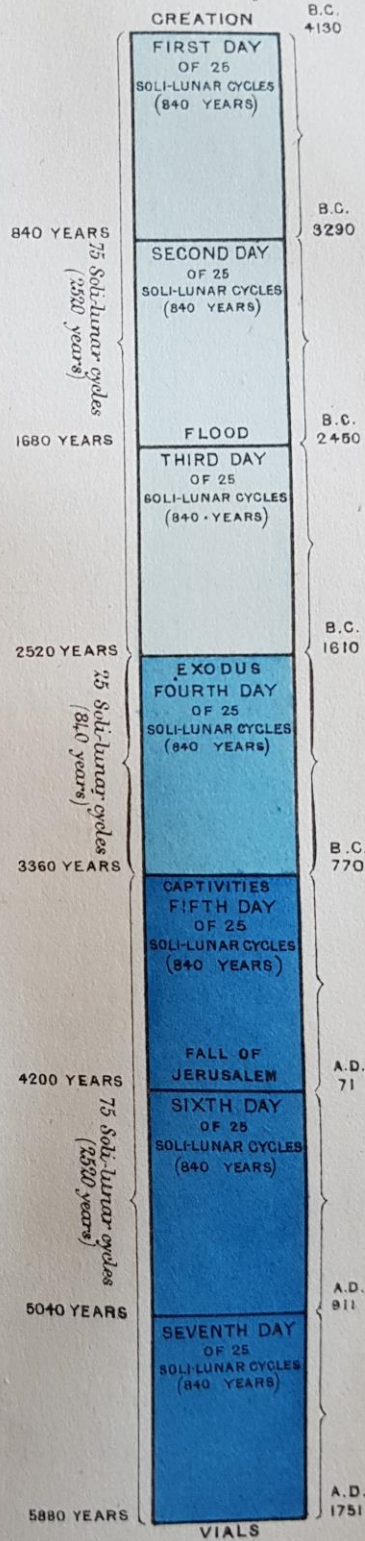 CREATION
B.C.
4130
FIRST DAY
OF 25
SOLI-LUNAR CYCLES
(840 YEARS)
840 YEARS
B.C.
3290
SECOND DAY
OF 25
SOLI-LUNAR CYCLES
(840 YEARS)
75 Soli-lunar cycles
(2520 years)
FLOOD
1680 YEARS
B.C.
2450
THIRD DAY
OF 25
SOLI-LUNAR CYCLES
(840 · YEARS)
2520 YEARS
B.C.
1610
EXODUS
FOURTH DAY
OF 25
SOLI-LUNAR CYCLES
(840 YEARS)
25 Soli-lunar cycles
(840 years)
3360 YEARS
B.C.
770
CAPTIVITIES
FIFTH DAY
OF 25
SOLI-LUNAR CYCLES
(840 YEARS)
FALL OF
JERUSALEM
4200 YEARS
A.D.
71
SIXTH DAY
OF 25
SOLI-LUNAR CYCLES
(840 YEARS)
75 Soli-lunar cycles
(2520 years)
5040 YEARS
A.D.
911
SEVENTH DAY
OF 25
SOLI-LUNAR CYCLES
(840 YEARS)
5880 YEARS
A.D.
1751
VIALS